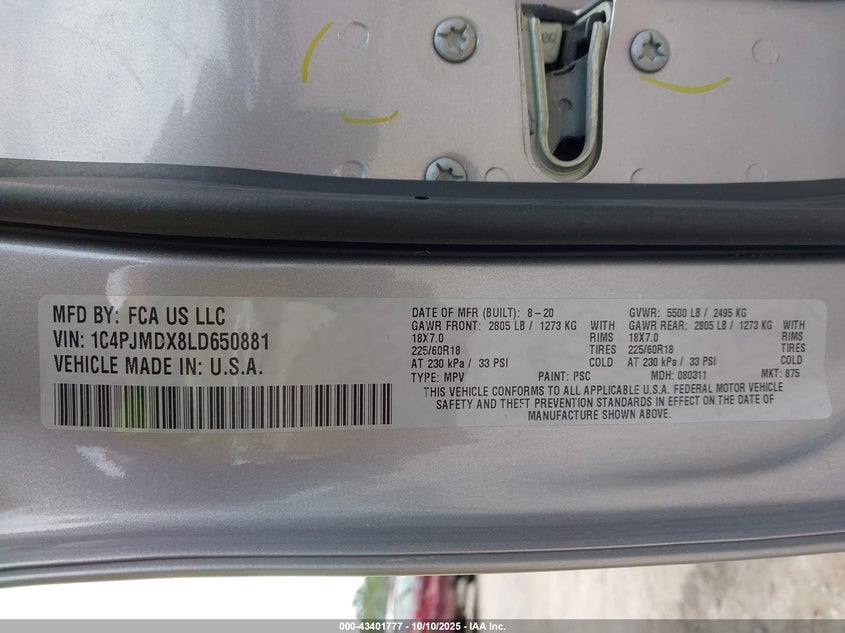 MFD BY: FCA US LLC
VIN: 1C4PJMDX8LD650881
VEHICLE MADE IN: U.S.A.
DATE OF MFR (BUILT): 8-20
GAWR FRONT: 2805 LB / 1273 KG WITH
18X7.0 RIMS
225/60R18 TIRES
AT 230 kPa / 33 PSI COLD
GVWR: 5500 LB / 2495 KG
GAWR REAR: 2805 LB / 1273 KG WITH
18X7.0 RIMS
225/60R18 TIRES
AT 230 kPa / 33 PSI COLD
TYPE: MPV PAINT: PSC MDH: 080311 MKT: 875
THIS VEHICLE CONFORMS TO ALL APPLICABLE U.S.A. FEDERAL MOTOR VEHICLE
SAFETY AND THEFT PREVENTION STANDARDS IN EFFECT ON THE DATE OF
MANUFACTURE SHOWN ABOVE.
000-43401777 - 10/10/2025 - IAA Inc.